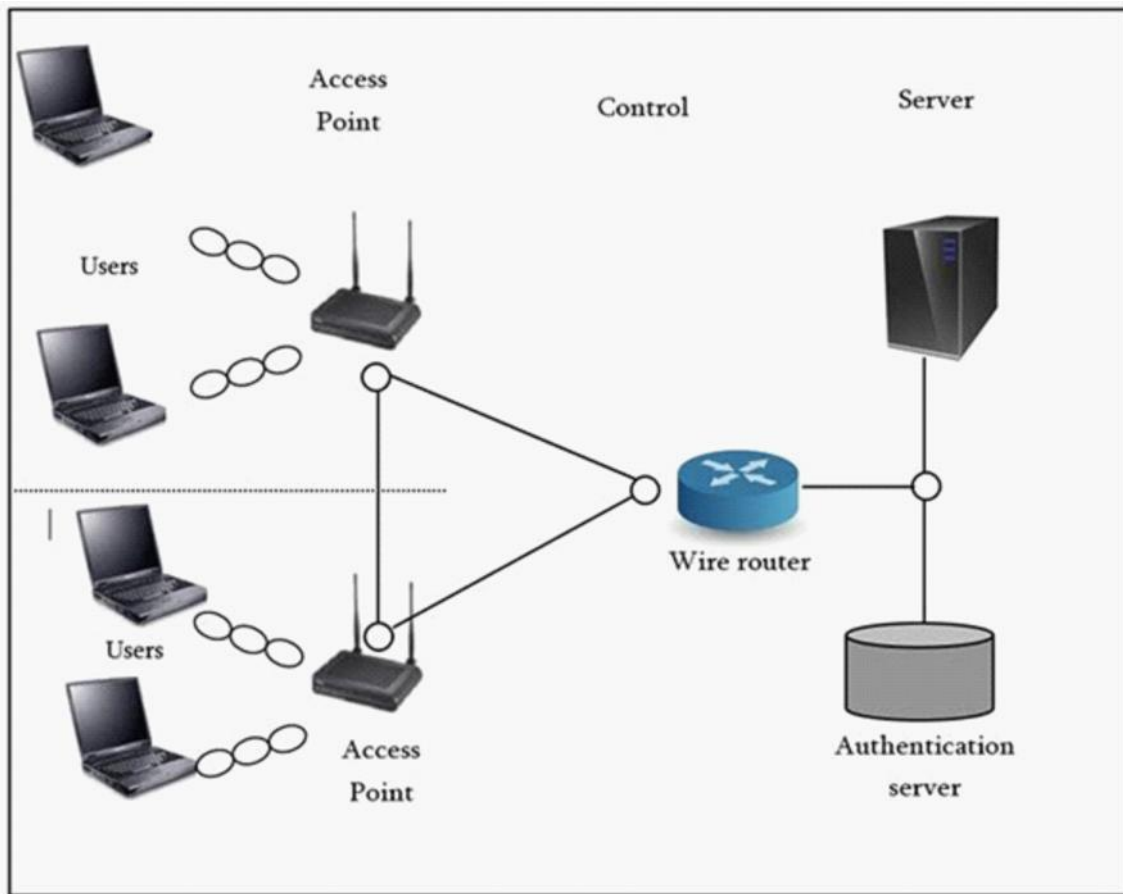 Access
Point
Control
Server
Users
Wire router
Users
Access
Point
Authentication
server